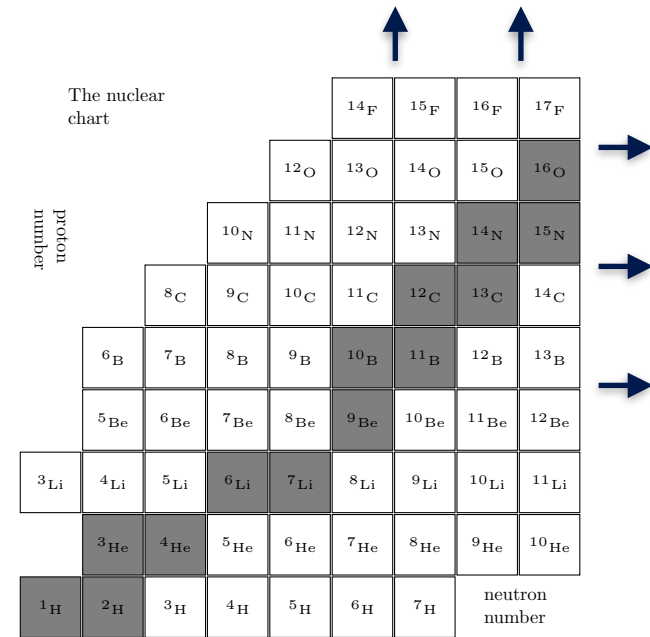 The nuclear
chart
14F 15F 16F 17F
12O 13O 14O 15O 16O
proton
number
10N 11N 12N 13N 14N 15N
8C 9C 10C 11C 12C 13C 14C
6B 7B 8B 9B 10B 11B 12B 13B
5Be 6Be 7Be 8Be 9Be 10Be 11Be 12Be
3Li 4Li 5Li 6Li 7Li 8Li 9Li 10Li 11Li
3He 4He 5He 6He 7He 8He 9He 10He
1H 2H 3H 4H 5H 6H 7H
neutron
number